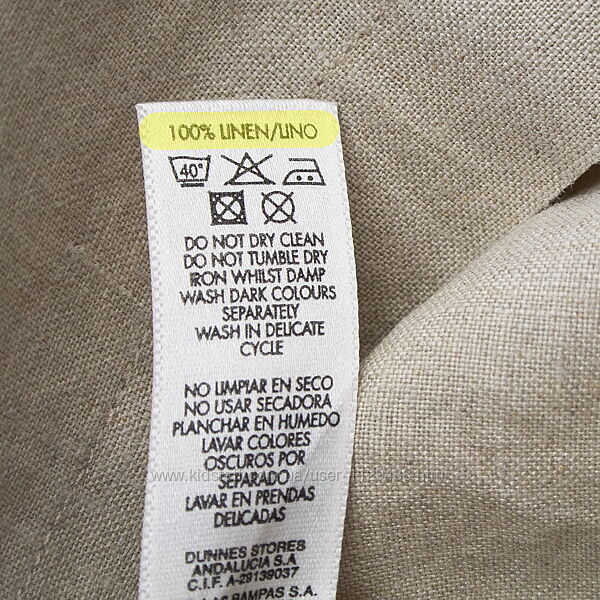 100% LINEN/LINO
40°
DO NOT DRY CLEAN
DO NOT TUMBLE DRY
IRON WHILST DAMP
WASH DARK COLOURS
SEPARATELY
WASH IN DELICATE
CYCLE
NO LIMPIAR EN SECO
NO USAR SECADORA
PLANCHAR EN HUMEDO
LAVAR COLORES
OSCUROS POR
SEPARADO
LAVAR EN PRENDAS
DELICADAS
DUNNES STORES
ANDALUCIA S.A
C.I.F. A-29139037
PAMPAS S.A.